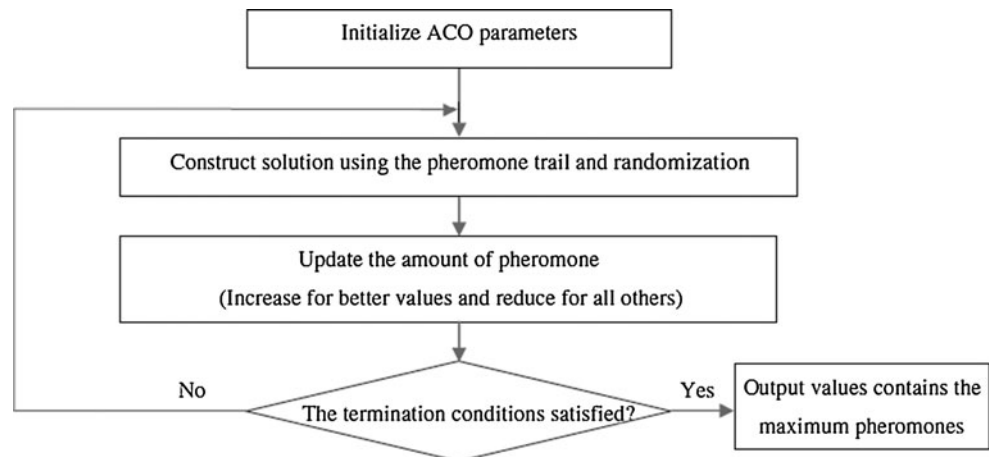 Initialize ACO parameters
Construct solution using the pheromone trail and randomization
Update the amount of pheromone
(Increase for better values and reduce for all others)
No
The termination conditions satisfied?
Yes
Output values contains the
maximum pheromones